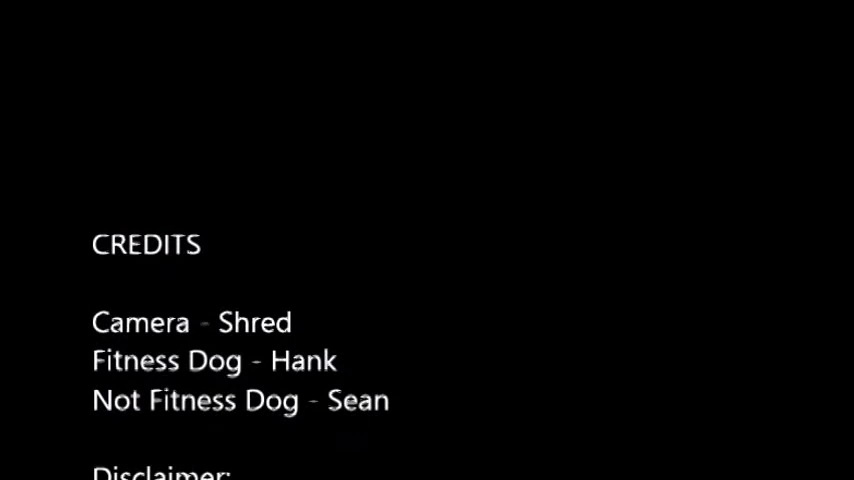 CREDITS
Camera - Shred
Fitness Dog - Hank
Not Fitness Dog - Sean
Disclaimer: